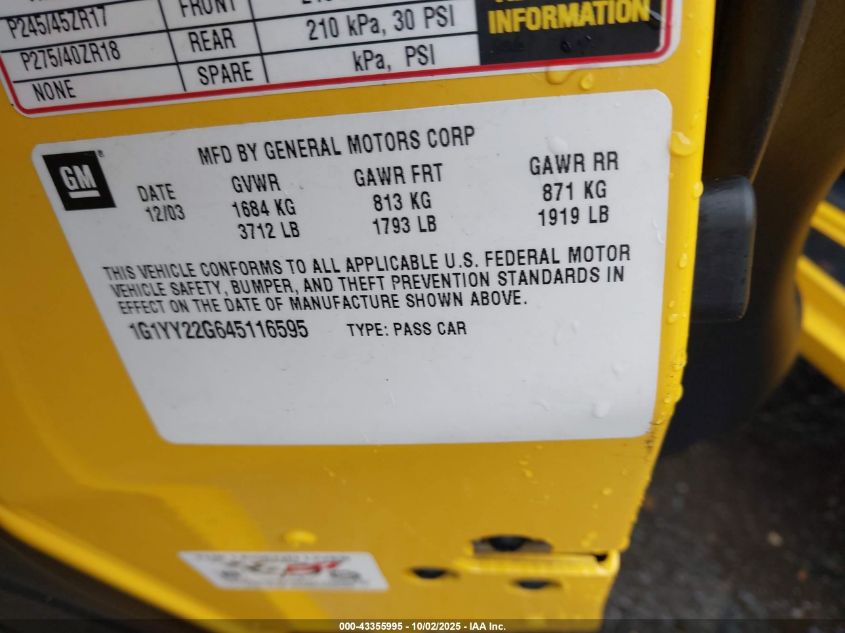 P245/45ZR17 FRONT
P275/40ZR18 REAR 210 kPa, 30 PSI
NONE SPARE kPa, PSI
INFORMATION
GM
MFD BY GENERAL MOTORS CORP
DATE GVWR GAWR FRT GAWR RR
12/03 1684 KG 813 KG 871 KG
3712 LB 1793 LB 1919 LB
THIS VEHICLE CONFORMS TO ALL APPLICABLE U.S. FEDERAL MOTOR
VEHICLE SAFETY, BUMPER, AND THEFT PREVENTION STANDARDS IN
EFFECT ON THE DATE OF MANUFACTURE SHOWN ABOVE.
1G1YY22G645116595 TYPE: PASS CAR
000-43355995 - 10/02/2025 - IAA Inc.